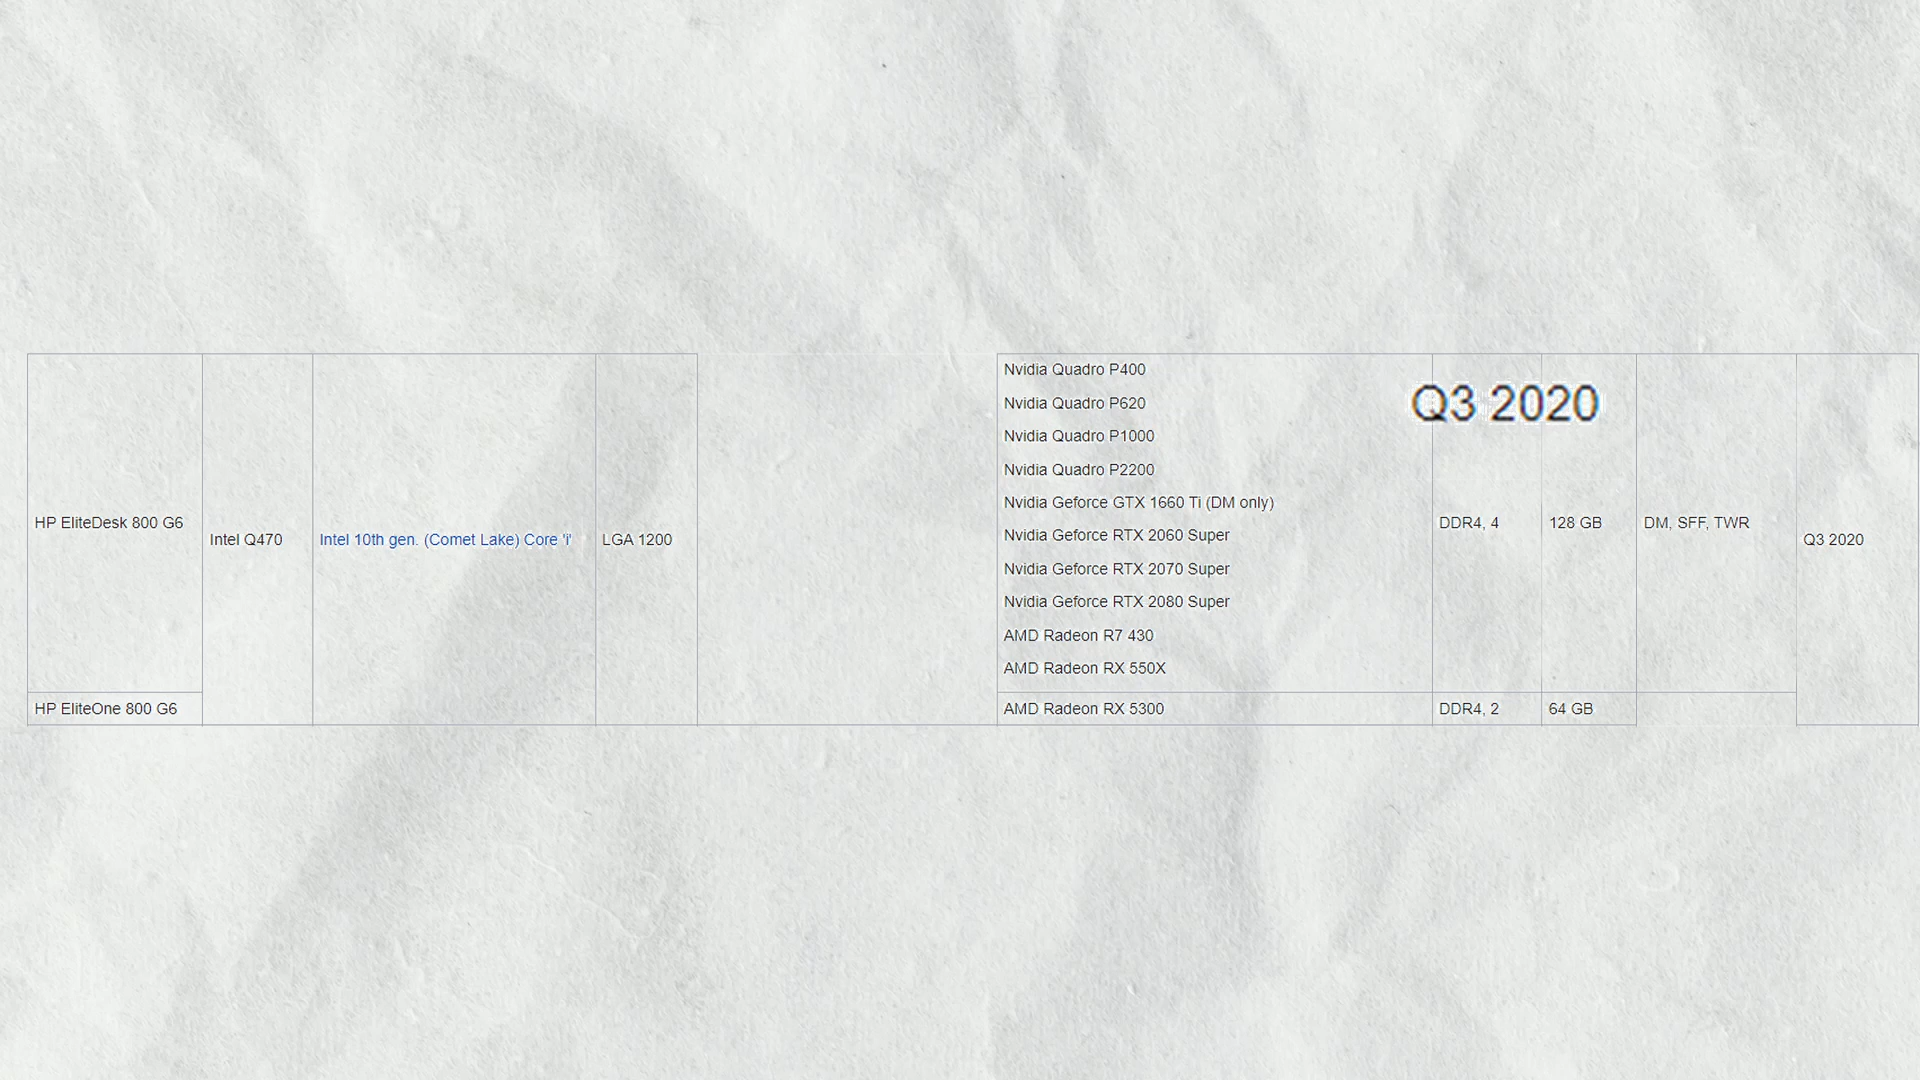 HP EliteDesk 800 G6
Intel Q470
Intel 10th gen. (Comet Lake) Core 'i'
LGA 1200
Nvidia Quadro P400
Nvidia Quadro P620
Nvidia Quadro P1000
Nvidia Quadro P2200
Nvidia Geforce GTX 1660 Ti (DM only)
Nvidia Geforce RTX 2060 Super
Nvidia Geforce RTX 2070 Super
Nvidia Geforce RTX 2080 Super
AMD Radeon R7 430
AMD Radeon RX 550X
Q3 2020
DDR4, 4
128 GB
DM, SFF, TWR
Q3 2020
HP EliteOne 800 G6
AMD Radeon RX 5300
DDR4, 2
64 GB